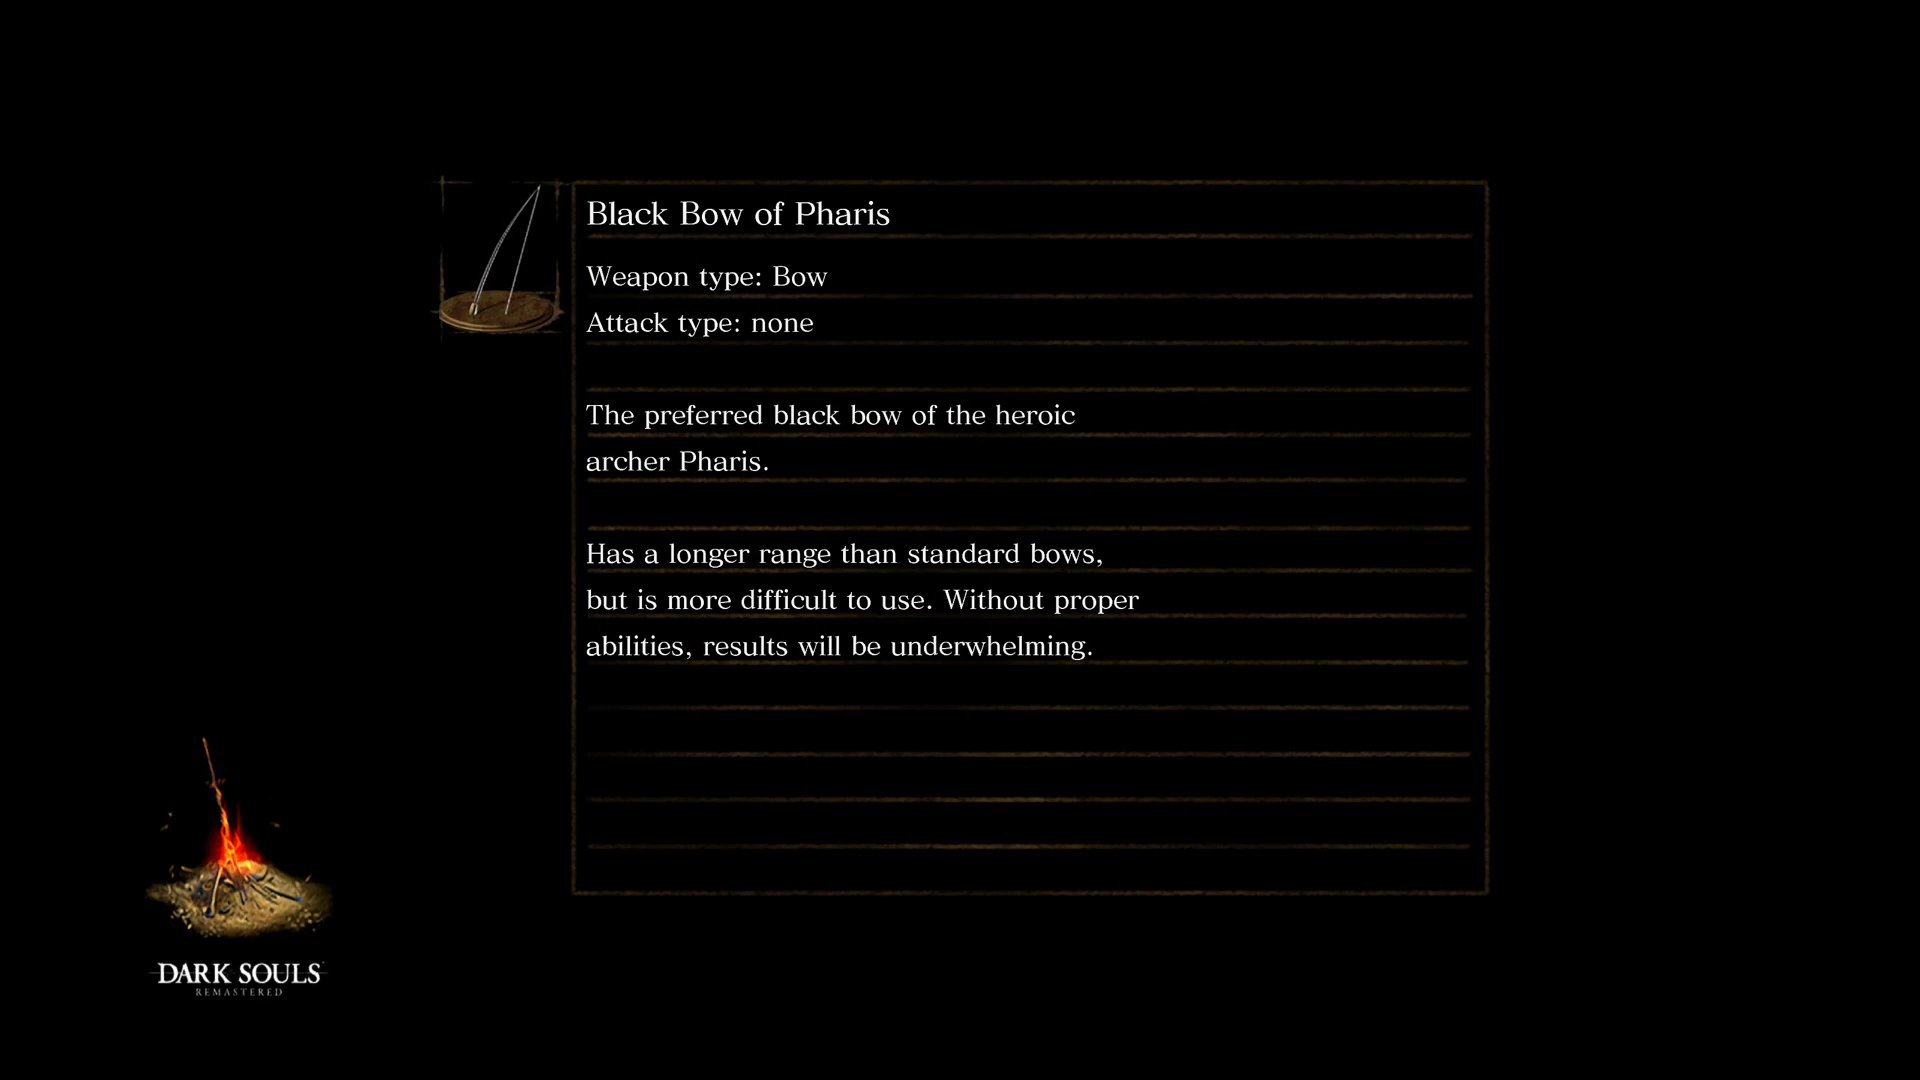 Black Bow of Pharis
Weapon type: Bow
Attack type: none
The preferred black bow of the heroic
archer Pharis.
Has a longer range than standard bows,
but is more difficult to use. Without proper
abilities, results will be underwhelming.
DARK SOULS
REMASTERED